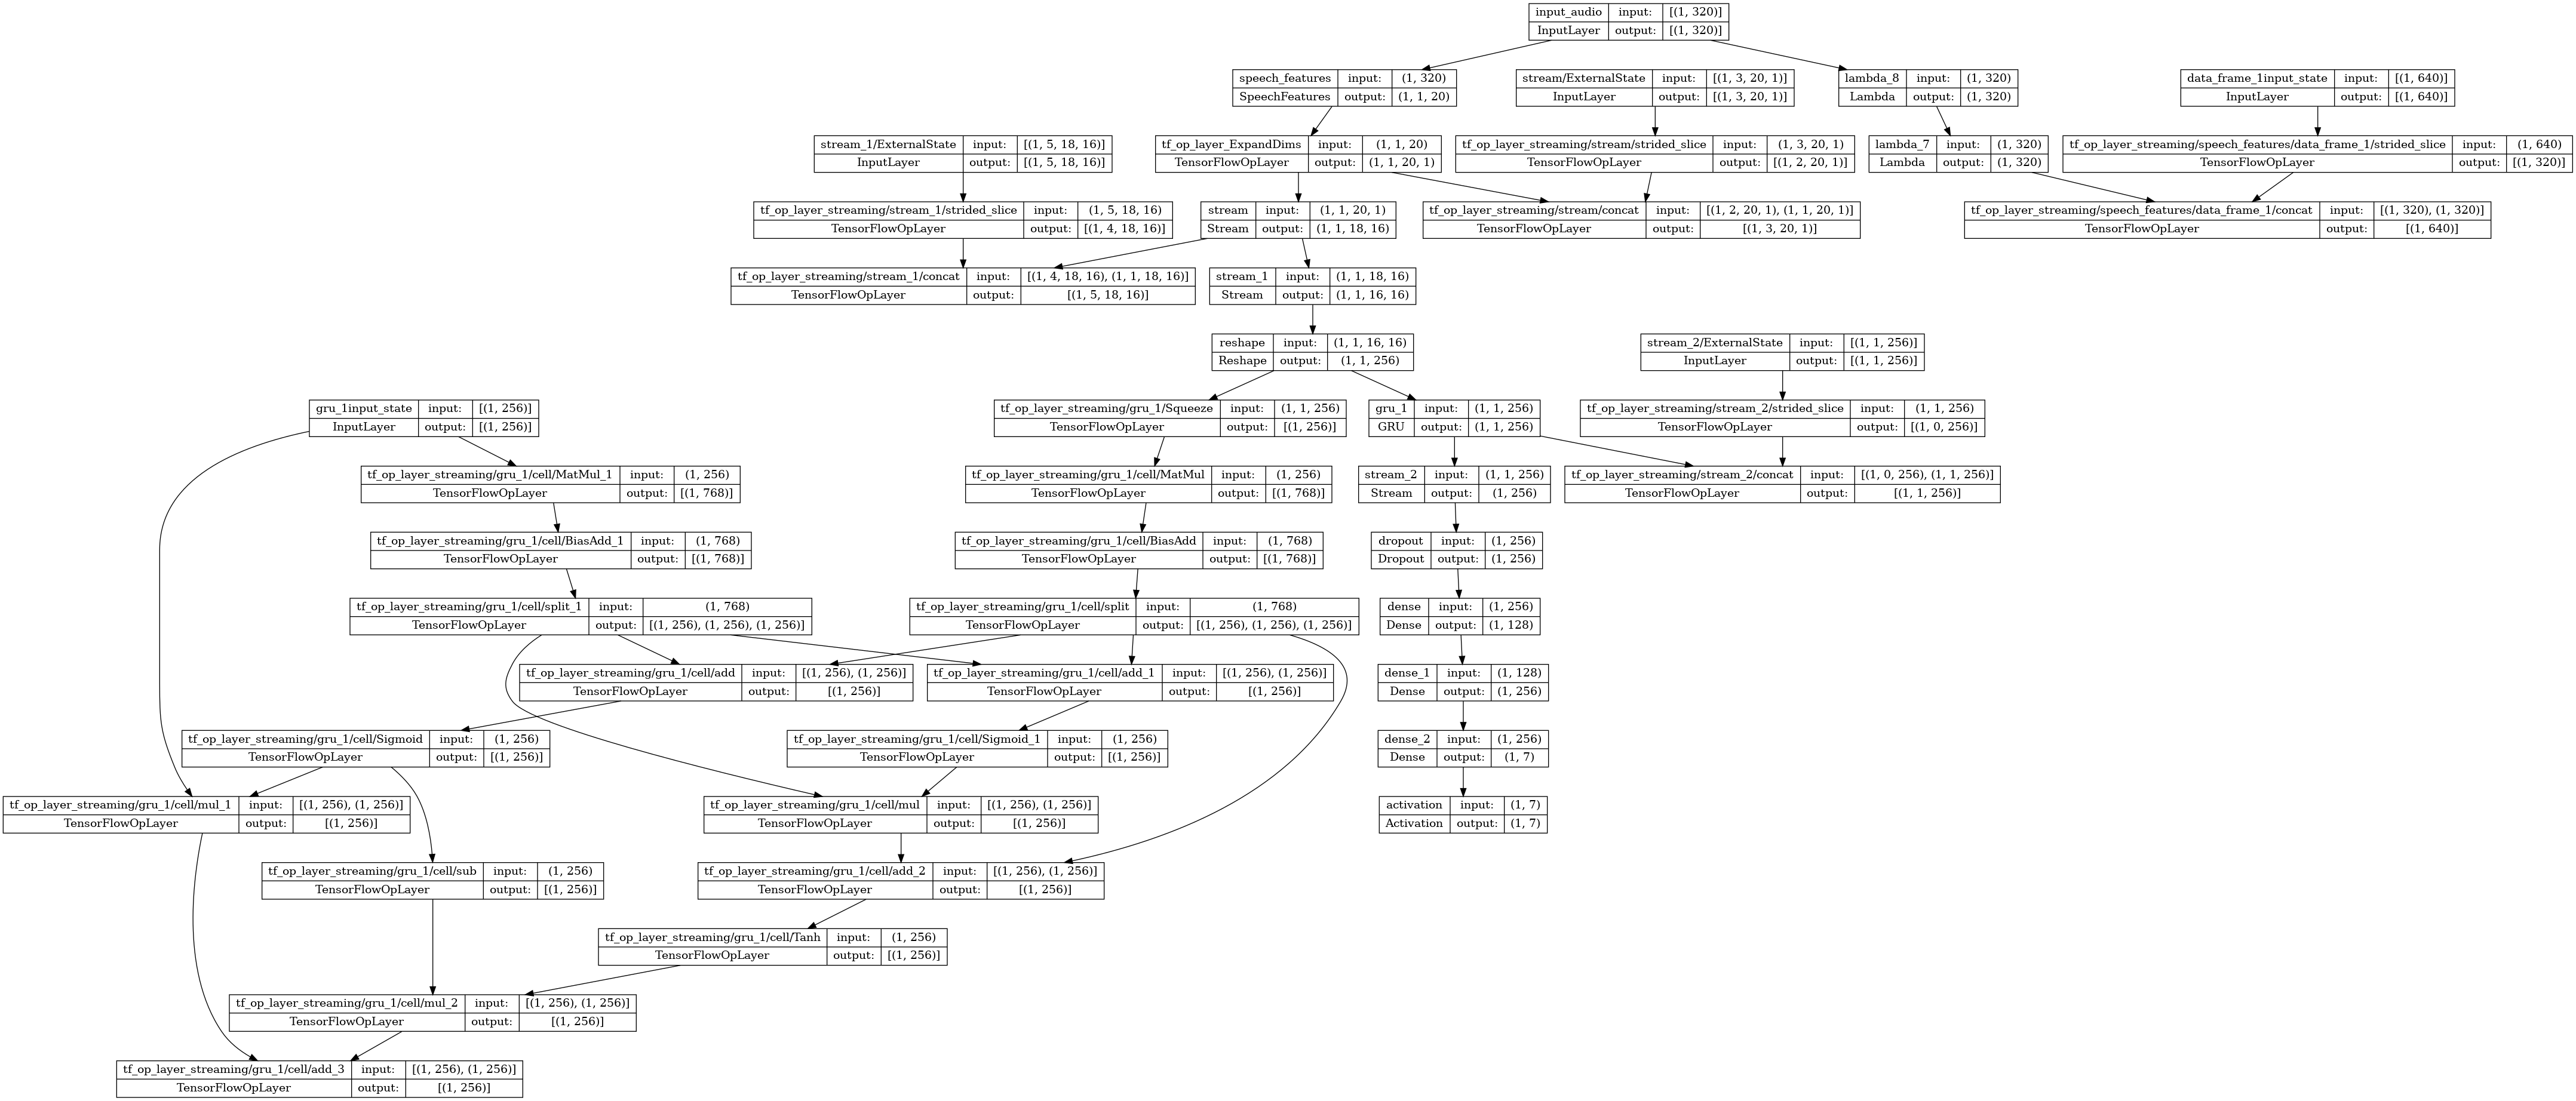 input_audio input: [(1, 320)]
InputLayer output: [(1, 320)]
speech_features input: (1, 320)
SpeechFeatures output: (1, 1, 20)
stream/ExternalState input: [(1, 3, 20, 1)]
InputLayer output: [(1, 3, 20, 1)]
lambda_8 input: (1, 320)
Lambda output: (1, 320)
data_frame_1input_state input: [(1, 640)]
InputLayer output: [(1, 640)]
stream_1/ExternalState input: [(1, 5, 18, 16)]
InputLayer output: [(1, 5, 18, 16)]
tf_op_layer_ExpandDims input: (1, 1, 20)
TensorFlowOpLayer output: (1, 1, 20, 1)
tf_op_layer_streaming/stream/strided_slice input: (1, 3, 20, 1)
TensorFlowOpLayer output: [(1, 2, 20, 1)]
lambda_7 input: (1, 320)
Lambda output: (1, 320)
tf_op_layer_streaming/speech_features/data_frame_1/strided_slice input: (1, 640)
TensorFlowOpLayer output: [(1, 320)]
tf_op_layer_streaming/stream_1/strided_slice input: (1, 5, 18, 16)
TensorFlowOpLayer output: [(1, 4, 18, 16)]
stream input: (1, 1, 20, 1)
Stream output: (1, 1, 18, 16)
tf_op_layer_streaming/stream/concat input: [(1, 2, 20, 1), (1, 1, 20, 1)]
TensorFlowOpLayer output: [(1, 3, 20, 1)]
tf_op_layer_streaming/speech_features/data_frame_1/concat input: [(1, 320), (1, 320)]
TensorFlowOpLayer output: [(1, 640)]
tf_op_layer_streaming/stream_1/concat input: [(1, 4, 18, 16), (1, 1, 18, 16)]
TensorFlowOpLayer output: [(1, 5, 18, 16)]
stream_1 input: (1, 1, 18, 16)
Stream output: (1, 1, 16, 16)
reshape input: (1, 1, 16, 16)
Reshape output: (1, 1, 256)
stream_2/ExternalState input: [(1, 1, 256)]
InputLayer output: [(1, 1, 256)]
gru_1input_state input: [(1, 256)]
InputLayer output: [(1, 256)]
tf_op_layer_streaming/gru_1/Squeeze input: (1, 1, 256)
TensorFlowOpLayer output: [(1, 256)]
gru_1 input: (1, 1, 256)
GRU output: (1, 1, 256)
tf_op_layer_streaming/stream_2/strided_slice input: (1, 1, 256)
TensorFlowOpLayer output: [(1, 0, 256)]
tf_op_layer_streaming/gru_1/cell/MatMul_1 input: (1, 256)
TensorFlowOpLayer output: [(1, 768)]
tf_op_layer_streaming/gru_1/cell/MatMul input: (1, 256)
TensorFlowOpLayer output: [(1, 768)]
stream_2 input: (1, 1, 256)
Stream output: (1, 256)
tf_op_layer_streaming/stream_2/concat input: [(1, 0, 256), (1, 1, 256)]
TensorFlowOpLayer output: [(1, 1, 256)]
tf_op_layer_streaming/gru_1/cell/BiasAdd_1 input: (1, 768)
TensorFlowOpLayer output: [(1, 768)]
tf_op_layer_streaming/gru_1/cell/BiasAdd input: (1, 768)
TensorFlowOpLayer output: [(1, 768)]
dropout input: (1, 256)
Dropout output: (1, 256)
tf_op_layer_streaming/gru_1/cell/split_1 input: (1, 768)
TensorFlowOpLayer output: [(1, 256), (1, 256), (1, 256)]
tf_op_layer_streaming/gru_1/cell/split input: (1, 768)
TensorFlowOpLayer output: [(1, 256), (1, 256), (1, 256)]
dense input: (1, 256)
Dense output: (1, 128)
tf_op_layer_streaming/gru_1/cell/add input: [(1, 256), (1, 256)]
TensorFlowOpLayer output: [(1, 256)]
tf_op_layer_streaming/gru_1/cell/add_1 input: [(1, 256), (1, 256)]
TensorFlowOpLayer output: [(1, 256)]
dense_1 input: (1, 128)
Dense output: (1, 256)
tf_op_layer_streaming/gru_1/cell/Sigmoid input: (1, 256)
TensorFlowOpLayer output: [(1, 256)]
tf_op_layer_streaming/gru_1/cell/Sigmoid_1 input: (1, 256)
TensorFlowOpLayer output: [(1, 256)]
dense_2 input: (1, 256)
Dense output: (1, 7)
tf_op_layer_streaming/gru_1/cell/mul_1 input: [(1, 256), (1, 256)]
TensorFlowOpLayer output: [(1, 256)]
tf_op_layer_streaming/gru_1/cell/mul input: [(1, 256), (1, 256)]
TensorFlowOpLayer output: [(1, 256)]
activation input: (1, 7)
Activation output: (1, 7)
tf_op_layer_streaming/gru_1/cell/sub input: (1, 256)
TensorFlowOpLayer output: [(1, 256)]
tf_op_layer_streaming/gru_1/cell/add_2 input: [(1, 256), (1, 256)]
TensorFlowOpLayer output: [(1, 256)]
tf_op_layer_streaming/gru_1/cell/Tanh input: (1, 256)
TensorFlowOpLayer output: [(1, 256)]
tf_op_layer_streaming/gru_1/cell/mul_2 input: [(1, 256), (1, 256)]
TensorFlowOpLayer output: [(1, 256)]
tf_op_layer_streaming/gru_1/cell/add_3 input: [(1, 256), (1, 256)]
TensorFlowOpLayer output: [(1, 256)]